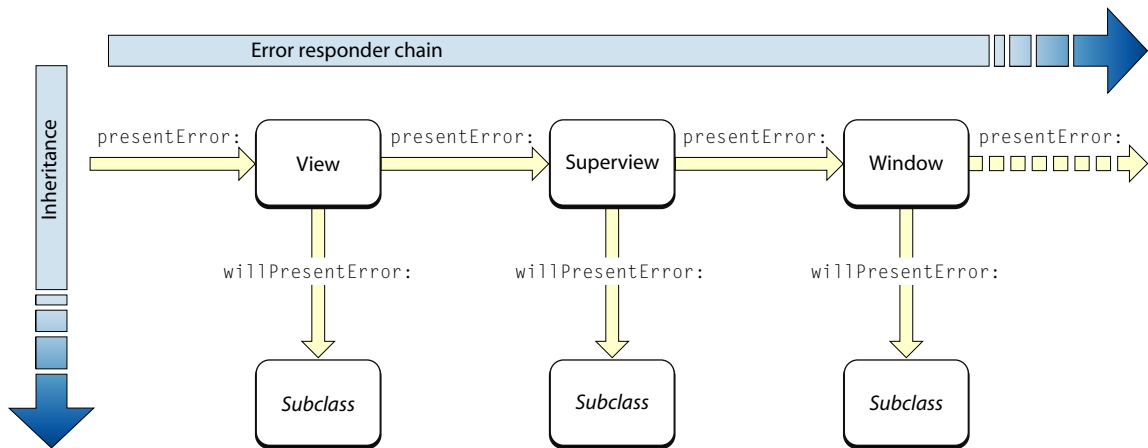 Error responder chain
Inheritance
presentError:
presentError:
presentError:
presentError:
View
Superview
Window
willPresentError:
willPresentError:
willPresentError:
Subclass
Subclass
Subclass